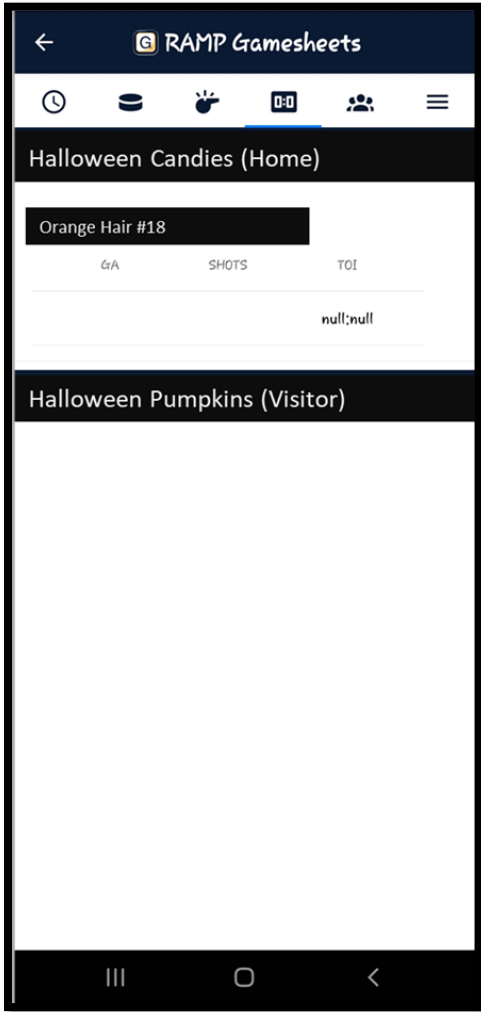 G RAMP Gamesheets
0:0
Halloween Candies (Home)
Orange Hair #18
GA SHOTS TOI
null:null
Halloween Pumpkins (Visitor)